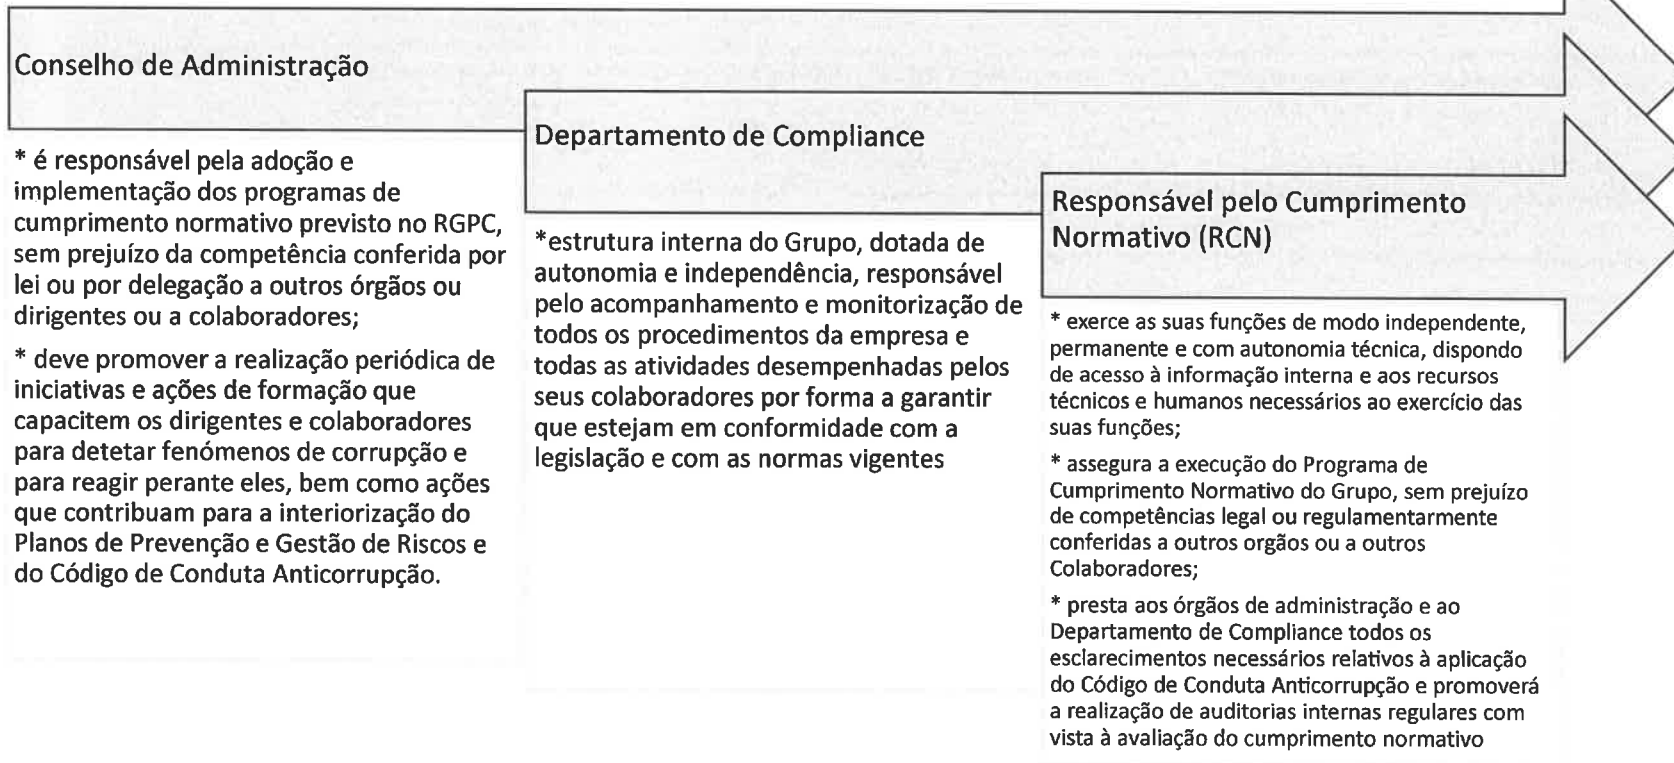 Conselho de Administração
* é responsável pela adoção e
implementação dos programas de
cumprimento normativo previsto no RGPC,
sem prejuízo da competência conferida por
lei ou por delegação a outros órgãos ou
dirigentes ou a colaboradores;
* deve promover a realização periódica de
iniciativas e ações de formação que
capacitem os dirigentes e colaboradores
para detetar fenómenos de corrupção e
para reagir perante eles, bem como ações
que contribuam para a interiorização do
Planos de Prevenção e Gestão de Riscos e
do Código de Conduta Anticorrupção.
Departamento de Compliance
*estrutura interna do Grupo, dotada de
autonomia e independência, responsável
pelo acompanhamento e monitorização de
todos os procedimentos da empresa e
todas as atividades desempenhadas pelos
seus colaboradores por forma a garantir
que estejam em conformidade com a
legislação e com as normas vigentes
Responsável pelo Cumprimento
Normativo (RCN)
* exerce as suas funções de modo independente,
permanente e com autonomia técnica, dispondo
de acesso à informação interna e aos recursos
técnicos e humanos necessários ao exercício das
suas funções;
* assegura a execução do Programa de
Cumprimento Normativo do Grupo, sem prejuízo
de competências legal ou regulamentarmente
conferidas a outros orgãos ou a outros
Colaboradores;
* presta aos órgãos de administração e ao
Departamento de Compliance todos os
esclarecimentos necessários relativos à aplicação
do Código de Conduta Anticorrupção e promoverá
a realização de auditorias internas regulares com
vista à avaliação do cumprimento normativo